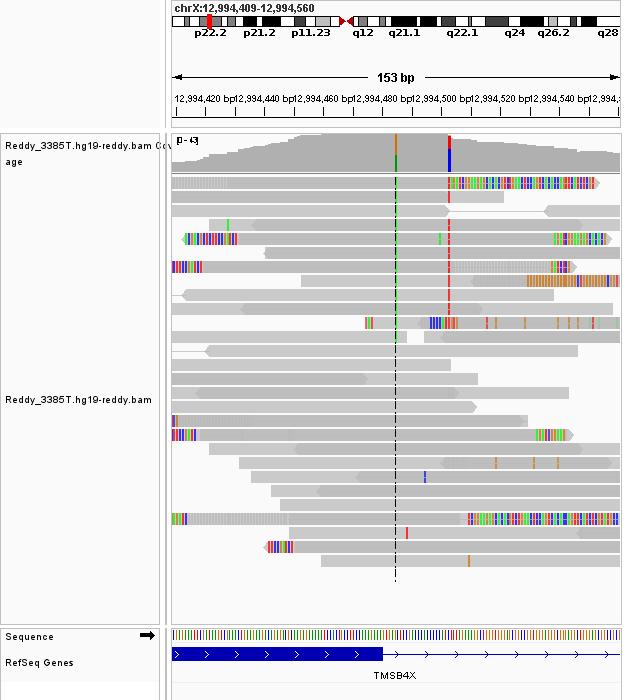 chrX:12,994,409-12,994,560
p22.2 p21.2 p11.23 q12 q21.1 q22.1 q24 q26.2 q28
153 bp
12,994,420 bp 12,994,440 bp 12,994,460 bp 12,994,480 bp 12,994,500 bp 12,994,520 bp 12,994,540 bp
Reddy_3385T.hg19-reddy.bam
age
[0 - 43]
Reddy_3385T.hg19-reddy.bam
Sequence
RefSeq Genes
TMSB4X